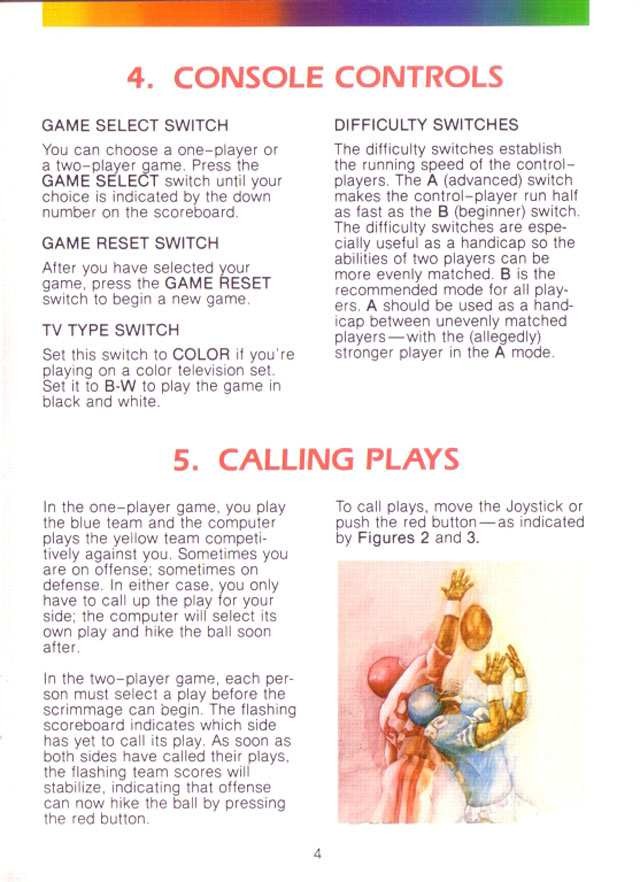 4. CONSOLE CONTROLS
GAME SELECT SWITCH
You can choose a one-player or
a two-player game. Press the
GAME SELECT switch until your
choice is indicated by the down
number on the scoreboard.
GAME RESET SWITCH
After you have selected your
game, press the GAME RESET
switch to begin a new game.
TV TYPE SWITCH
Set this switch to COLOR if you're
playing on a color television set.
Set it to B-W to play the game in
black and white.
DIFFICULTY SWITCHES
The difficulty switches establish
the running speed of the control-
players. The A (advanced) switch
makes the control-player run half
as fast as the B (beginner) switch.
The difficulty switches are espe-
cially useful as a handicap so the
abilities of two players can be
more evenly matched. B is the
recommended mode for all play-
ers. A should be used as a hand-
icap between unevenly matched
players—with the (allegedly)
stronger player in the A mode.
5. CALLING PLAYS
In the one-player game, you play
the blue team and the computer
plays the yellow team competi-
tively against you. Sometimes you
are on offense; sometimes on
defense. In either case, you only
have to call up the play for your
side; the computer will select its
own play and hike the ball soon
after.
In the two-player game, each per-
son must select a play before the
scrimmage can begin. The flashing
scoreboard indicates which side
has yet to call its play. As soon as
both sides have called their plays,
the flashing team scores will
stabilize, indicating that offense
can now hike the ball by pressing
the red button.
To call plays, move the Joystick or
push the red button—as indicated
by Figures 2 and 3.
4